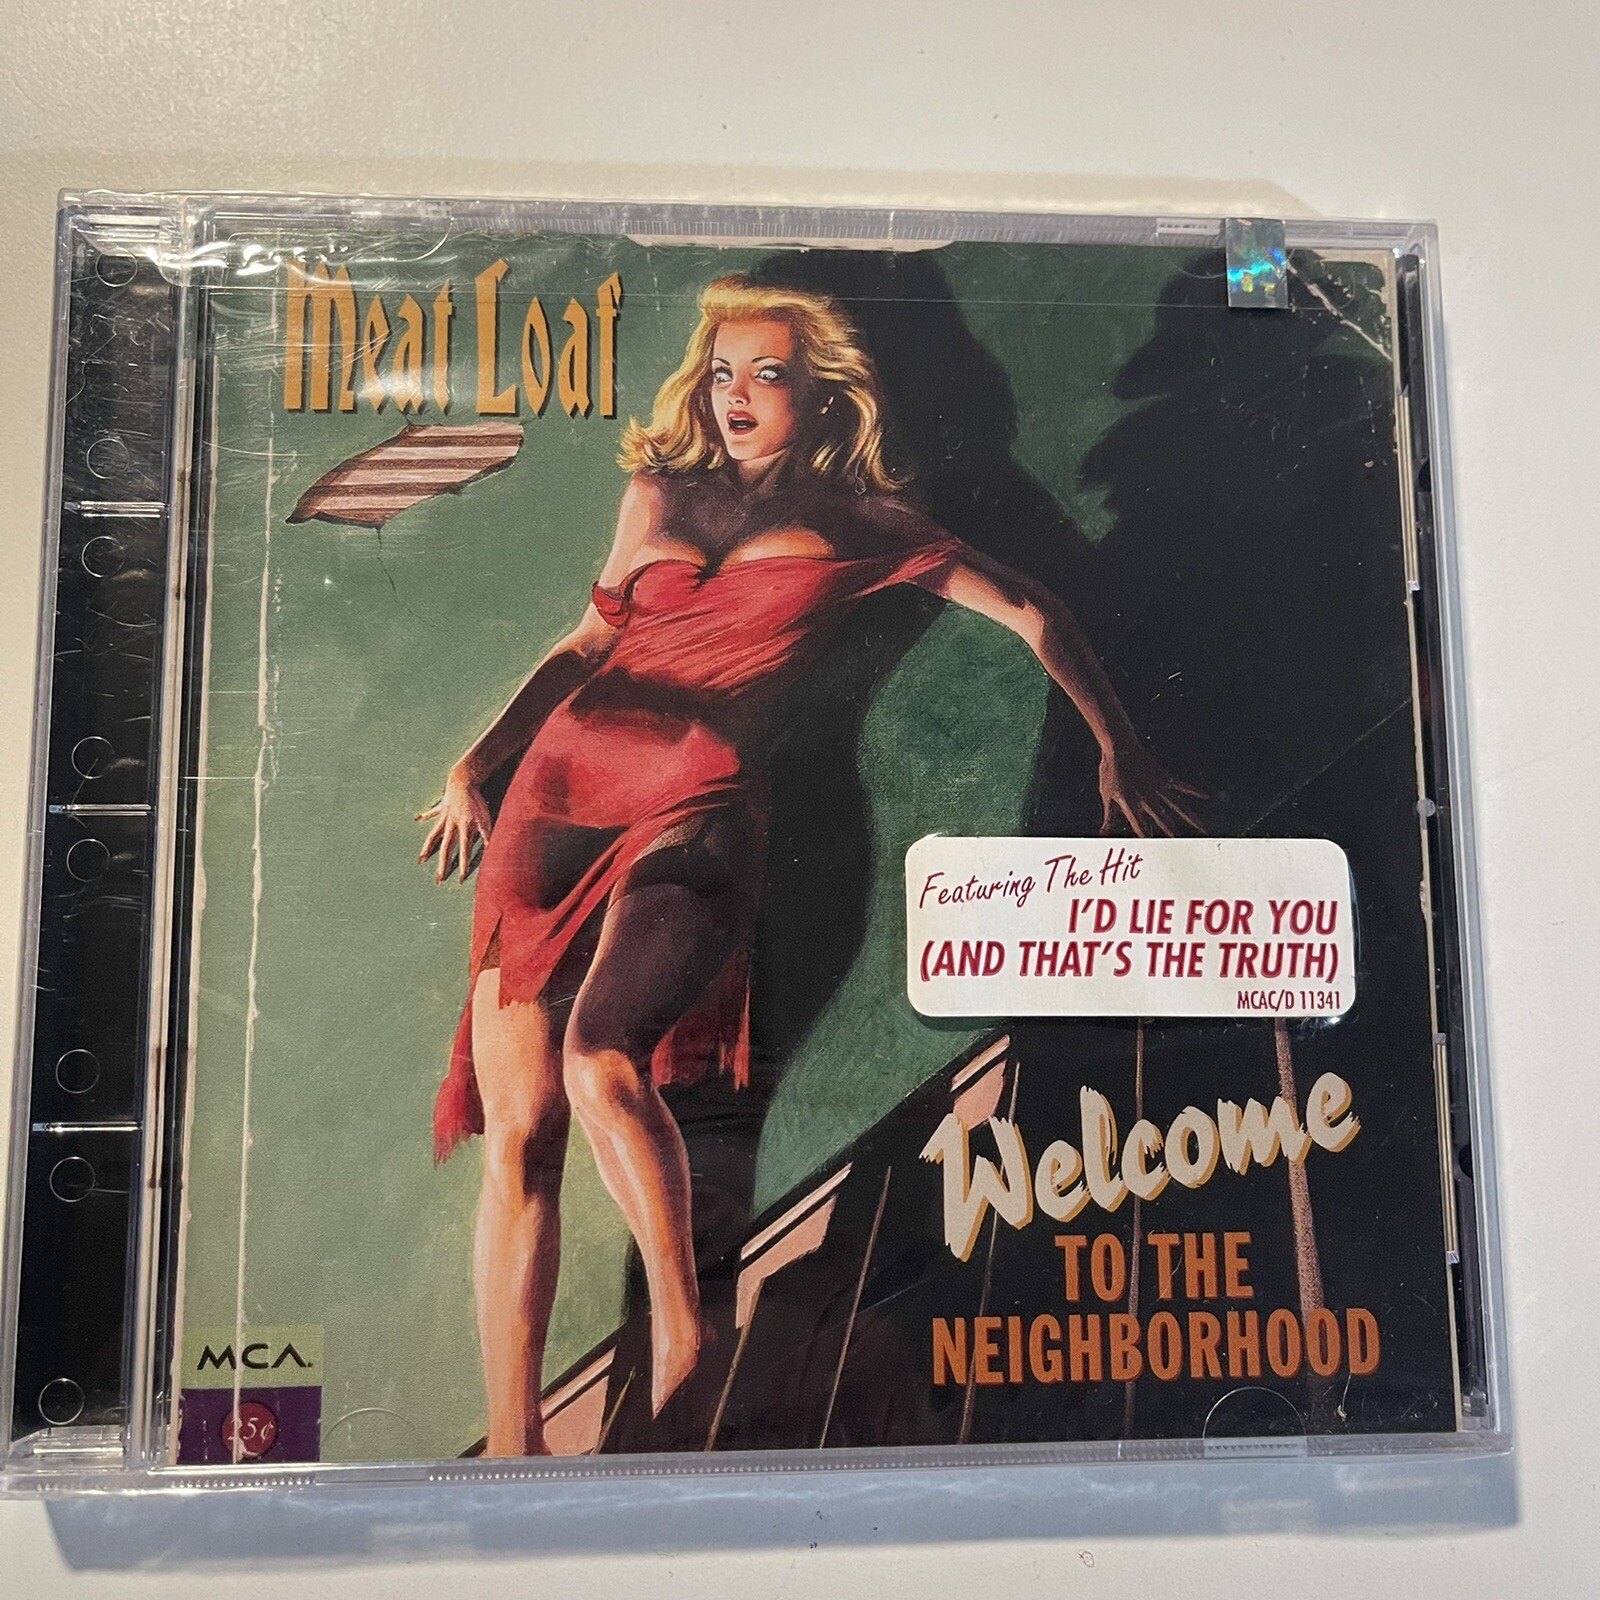 Meat Loaf
Featuring The Hit
I'D LIE FOR YOU
(AND THAT'S THE TRUTH)
MCAC/D 11341
Welcome
TO THE
NEIGHBORHOOD
MCA.
25¢